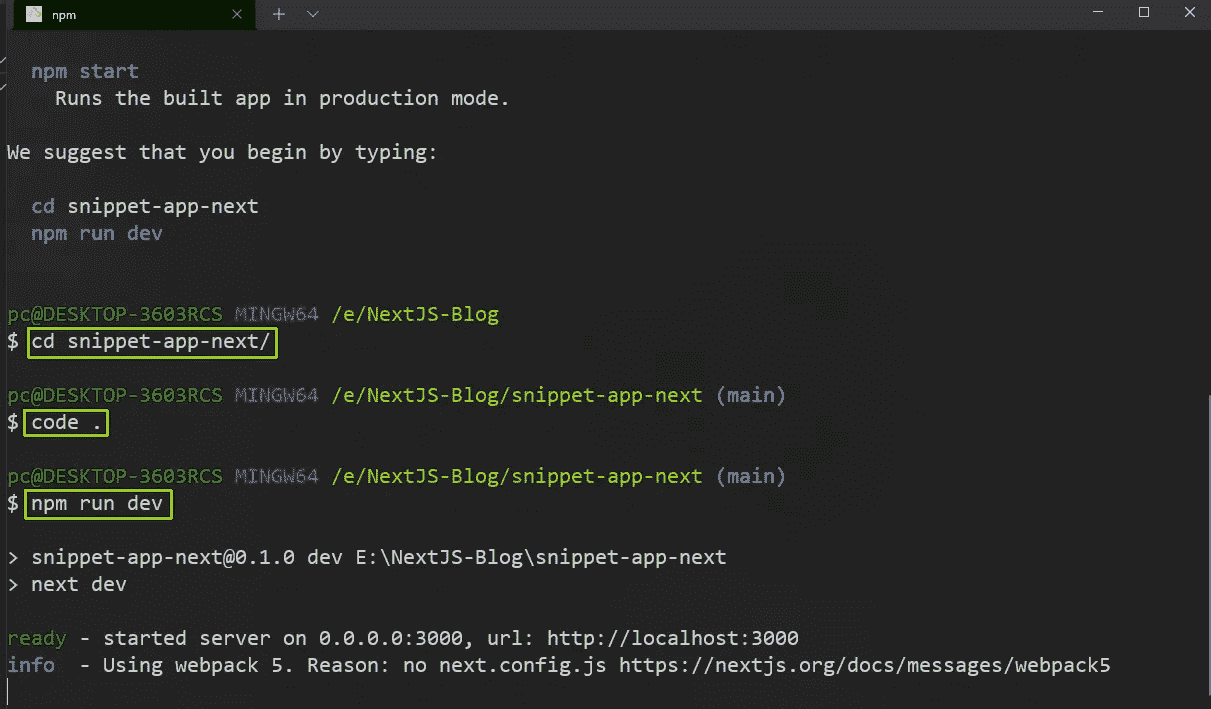 npm
npm start
Runs the built app in production mode.
We suggest that you begin by typing:
cd snippet-app-next
npm run dev
pc@DESKTOP-3603RCS MINGW64 /e/NextJS-Blog
$ cd snippet-app-next/
pc@DESKTOP-3603RCS MINGW64 /e/NextJS-Blog/snippet-app-next (main)
$ code .
pc@DESKTOP-3603RCS MINGW64 /e/NextJS-Blog/snippet-app-next (main)
$ npm run dev
> snippet-app-next@0.1.0 dev E:\NextJS-Blog\snippet-app-next
> next dev
ready - started server on 0.0.0.0:3000, url: http://localhost:3000
info  - Using webpack 5. Reason: no next.config.js https://nextjs.org/docs/messages/webpack5